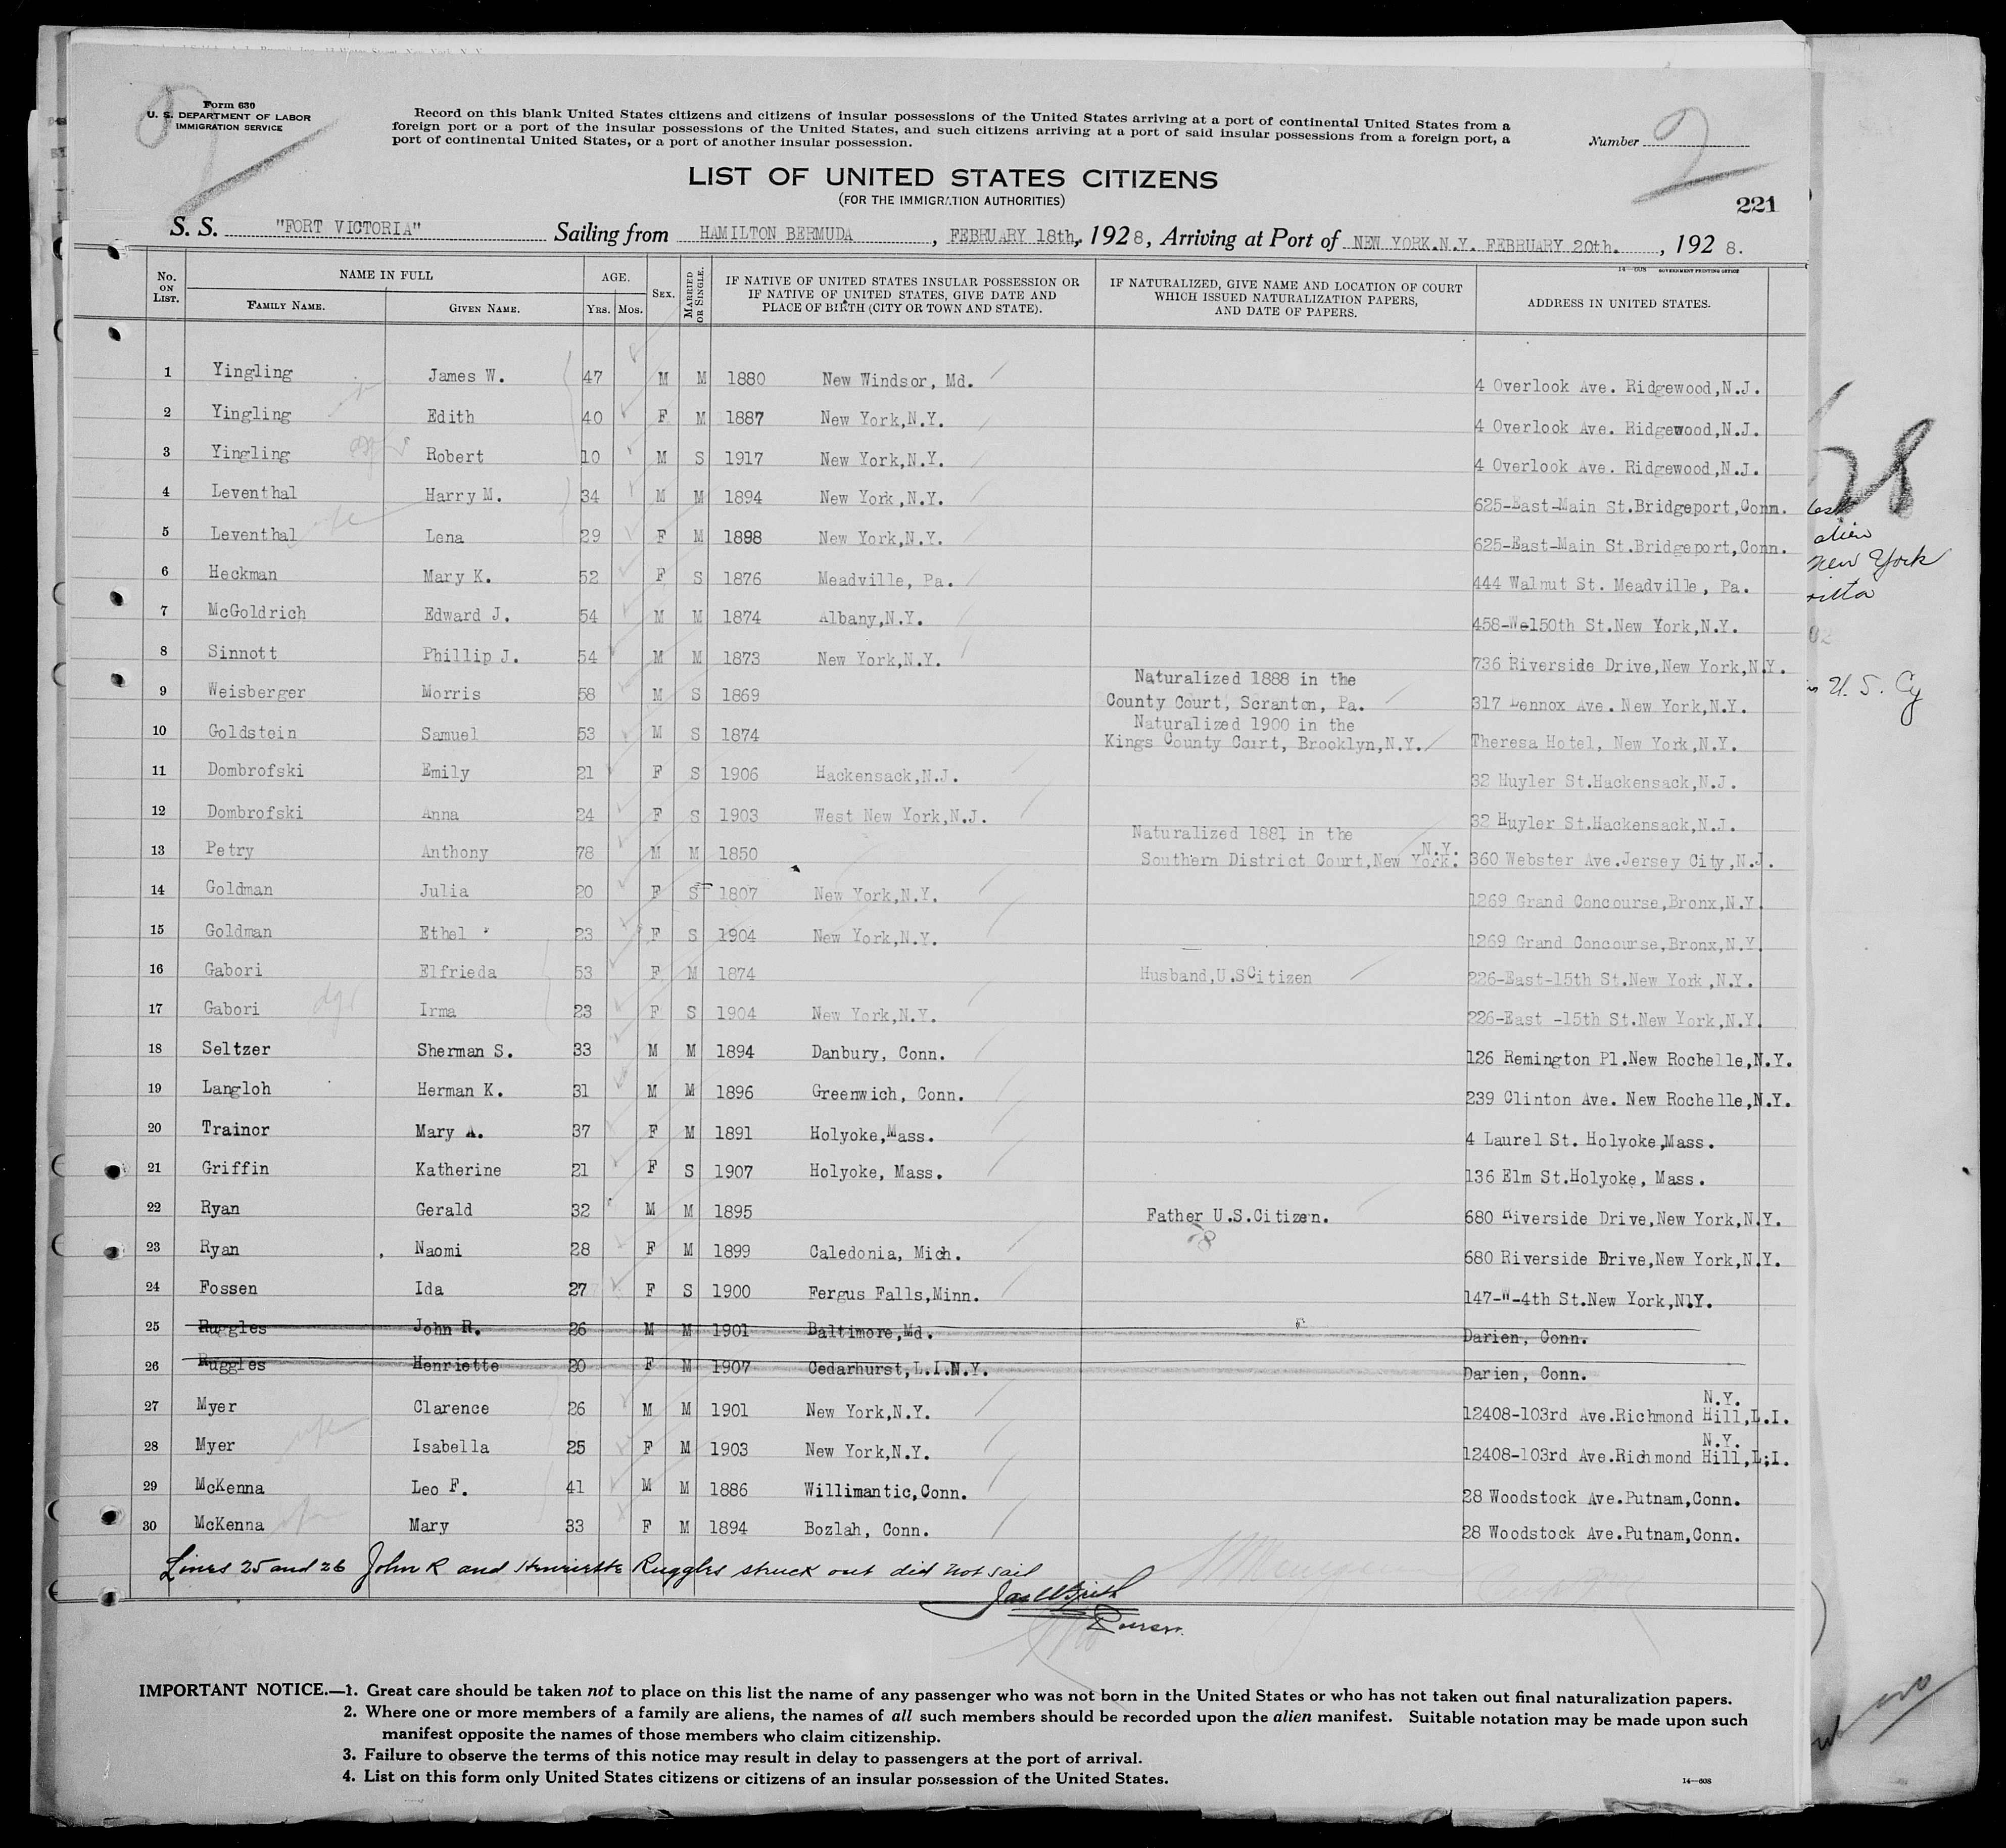 Form 630
U. S. DEPARTMENT OF LABOR
IMMIGRATION SERVICE
Record on this blank United States citizens and citizens of insular possessions of the United States arriving at a port of continental United States from a
foreign port or a port of the insular possessions of the United States, and such citizens arriving at a port of said insular possessions from a foreign port, a
port of continental United States, or a port of another insular possession.
Number 2
LIST OF UNITED STATES CITIZENS
(FOR THE IMMIGRATION AUTHORITIES)
221
S. S. "FORT VICTORIA" Sailing from HAMILTON BERMUDA, FEBRUARY 18th, 1928, Arriving at Port of NEW YORK.N.Y. FEBRUARY 20th., 1928.
14—608 GOVERNMENT PRINTING OFFICE
No. ON LIST. NAME IN FULL FAMILY NAME. GIVEN NAME. AGE. YRS. MOS. SEX. MARRIED OR SINGLE. IF NATIVE OF UNITED STATES INSULAR POSSESSION OR IF NATIVE OF UNITED STATES, GIVE DATE AND PLACE OF BIRTH (CITY OR TOWN AND STATE). IF NATURALIZED, GIVE NAME AND LOCATION OF COURT WHICH ISSUED NATURALIZATION PAPERS, AND DATE OF PAPERS. ADDRESS IN UNITED STATES.
1 Yingling James W. 47 M M 1880 New Windsor, Md. 4 Overlook Ave. Ridgewood,N.J.
2 Yingling Edith 40 F M 1887 New York,N.Y. 4 Overlook Ave. Ridgewood,N.J.
3 Yingling Robert 10 M S 1917 New York,N.Y. 4 Overlook Ave. Ridgewood,N.J.
4 Leventhal Harry M. 34 M M 1894 New York,N.Y. 625-East-Main St.Bridgeport,Conn.
5 Leventhal Lena 29 F M 1898 New York,N.Y. 625-East-Main St.Bridgeport,Conn.
6 Heckman Mary K. 52 F S 1876 Meadville, Pa. 444 Walnut St. Meadville, Pa.
7 McGoldrich Edward J. 54 M M 1874 Albany,N.Y. 458-W-150th St.New York,N.Y.
8 Sinnott Phillip J. 54 M M 1873 New York,N.Y. 736 Riverside Drive,New York,N.Y.
9 Weisberger Morris 58 M S 1869 Naturalized 1888 in the County Court, Scranton, Pa. 317 Lennox Ave. New York,N.Y.
10 Goldstein Samuel 53 M S 1874 Naturalized 1900 in the Kings County Court, Brooklyn,N.Y. Theresa Hotel, New York,N.Y.
11 Dombrofski Emily 21 F S 1906 Hackensack,N.J. 32 Huyler St.Hackensack,N.J.
12 Dombrofski Anna 24 F S 1903 West New York,N.J. 32 Huyler St.Hackensack,N.J.
13 Petry Anthony 78 M M 1850 Naturalized 1881 in the Southern District Court,New York. N.Y. 360 Webster Ave.Jersey City,N.J.
14 Goldman Julia 20 F S 1807 New York,N.Y. 1269 Grand Concourse,Bronx,N.Y.
15 Goldman Ethel 23 F S 1904 New York,N.Y. 1269 Grand Concourse,Bronx,N.Y.
16 Gabori Elfrieda 53 F M 1874 Husband,U.SCitizen 226-East-15th St.New York,N.Y.
17 Gabori Irma 23 F S 1904 New York,N.Y. 226-East -15th St.New York,N.Y.
18 Seltzer Sherman S. 33 M M 1894 Danbury, Conn. 126 Remington Pl.New Rochelle,N.Y.
19 Langloh Herman K. 31 M M 1896 Greenwich, Conn. 239 Clinton Ave. New Rochelle,N.Y.
20 Trainor Mary A. 37 F M 1891 Holyoke,Mass. 4 Laurel St. Holyoke,Mass.
21 Griffin Katherine 21 F S 1907 Holyoke, Mass. 136 Elm St.Holyoke, Mass.
22 Ryan Gerald 32 M M 1895 Father U.S.Citizen. 680 Riverside Drive,New York,N.Y.
23 Ryan Naomi 28 F M 1899 Caledonia, Mich. 680 Riverside Drive,New York,N.Y.
24 Fossen Ida 27 F S 1900 Fergus Falls,Minn. 147-W-4th St.New York,N.Y.
25 Ruggles John R. 26 M M 1901 Baltimore,Md. Darien, Conn.
26 Ruggles Henriette 20 F M 1907 Cedarhurst,L.I.N.Y. Darien, Conn.
27 Myer Clarence 26 M M 1901 New York,N.Y. 12408-103rd Ave.Richmond Hill,L.I. N.Y.
28 Myer Isabella 25 F M 1903 New York,N.Y. 12408-103rd Ave.Richmond Hill,L.I. N.Y.
29 McKenna Leo F. 41 M M 1886 Willimantic,Conn. 28 Woodstock Ave.Putnam,Conn.
30 McKenna Mary 33 F M 1894 Bozlah, Conn. 28 Woodstock Ave.Putnam,Conn.
Lines 25 and 26 John R and Henriette Ruggles struck out did not sail
Purser.
IMPORTANT NOTICE.—1. Great care should be taken not to place on this list the name of any passenger who was not born in the United States or who has not taken out final naturalization papers.
2. Where one or more members of a family are aliens, the names of all such members should be recorded upon the alien manifest. Suitable notation may be made upon such
manifest opposite the names of those members who claim citizenship.
3. Failure to observe the terms of this notice may result in delay to passengers at the port of arrival.
4. List on this form only United States citizens or citizens of an insular possession of the United States.
14—608
28
alien
New York
U. S. Cy